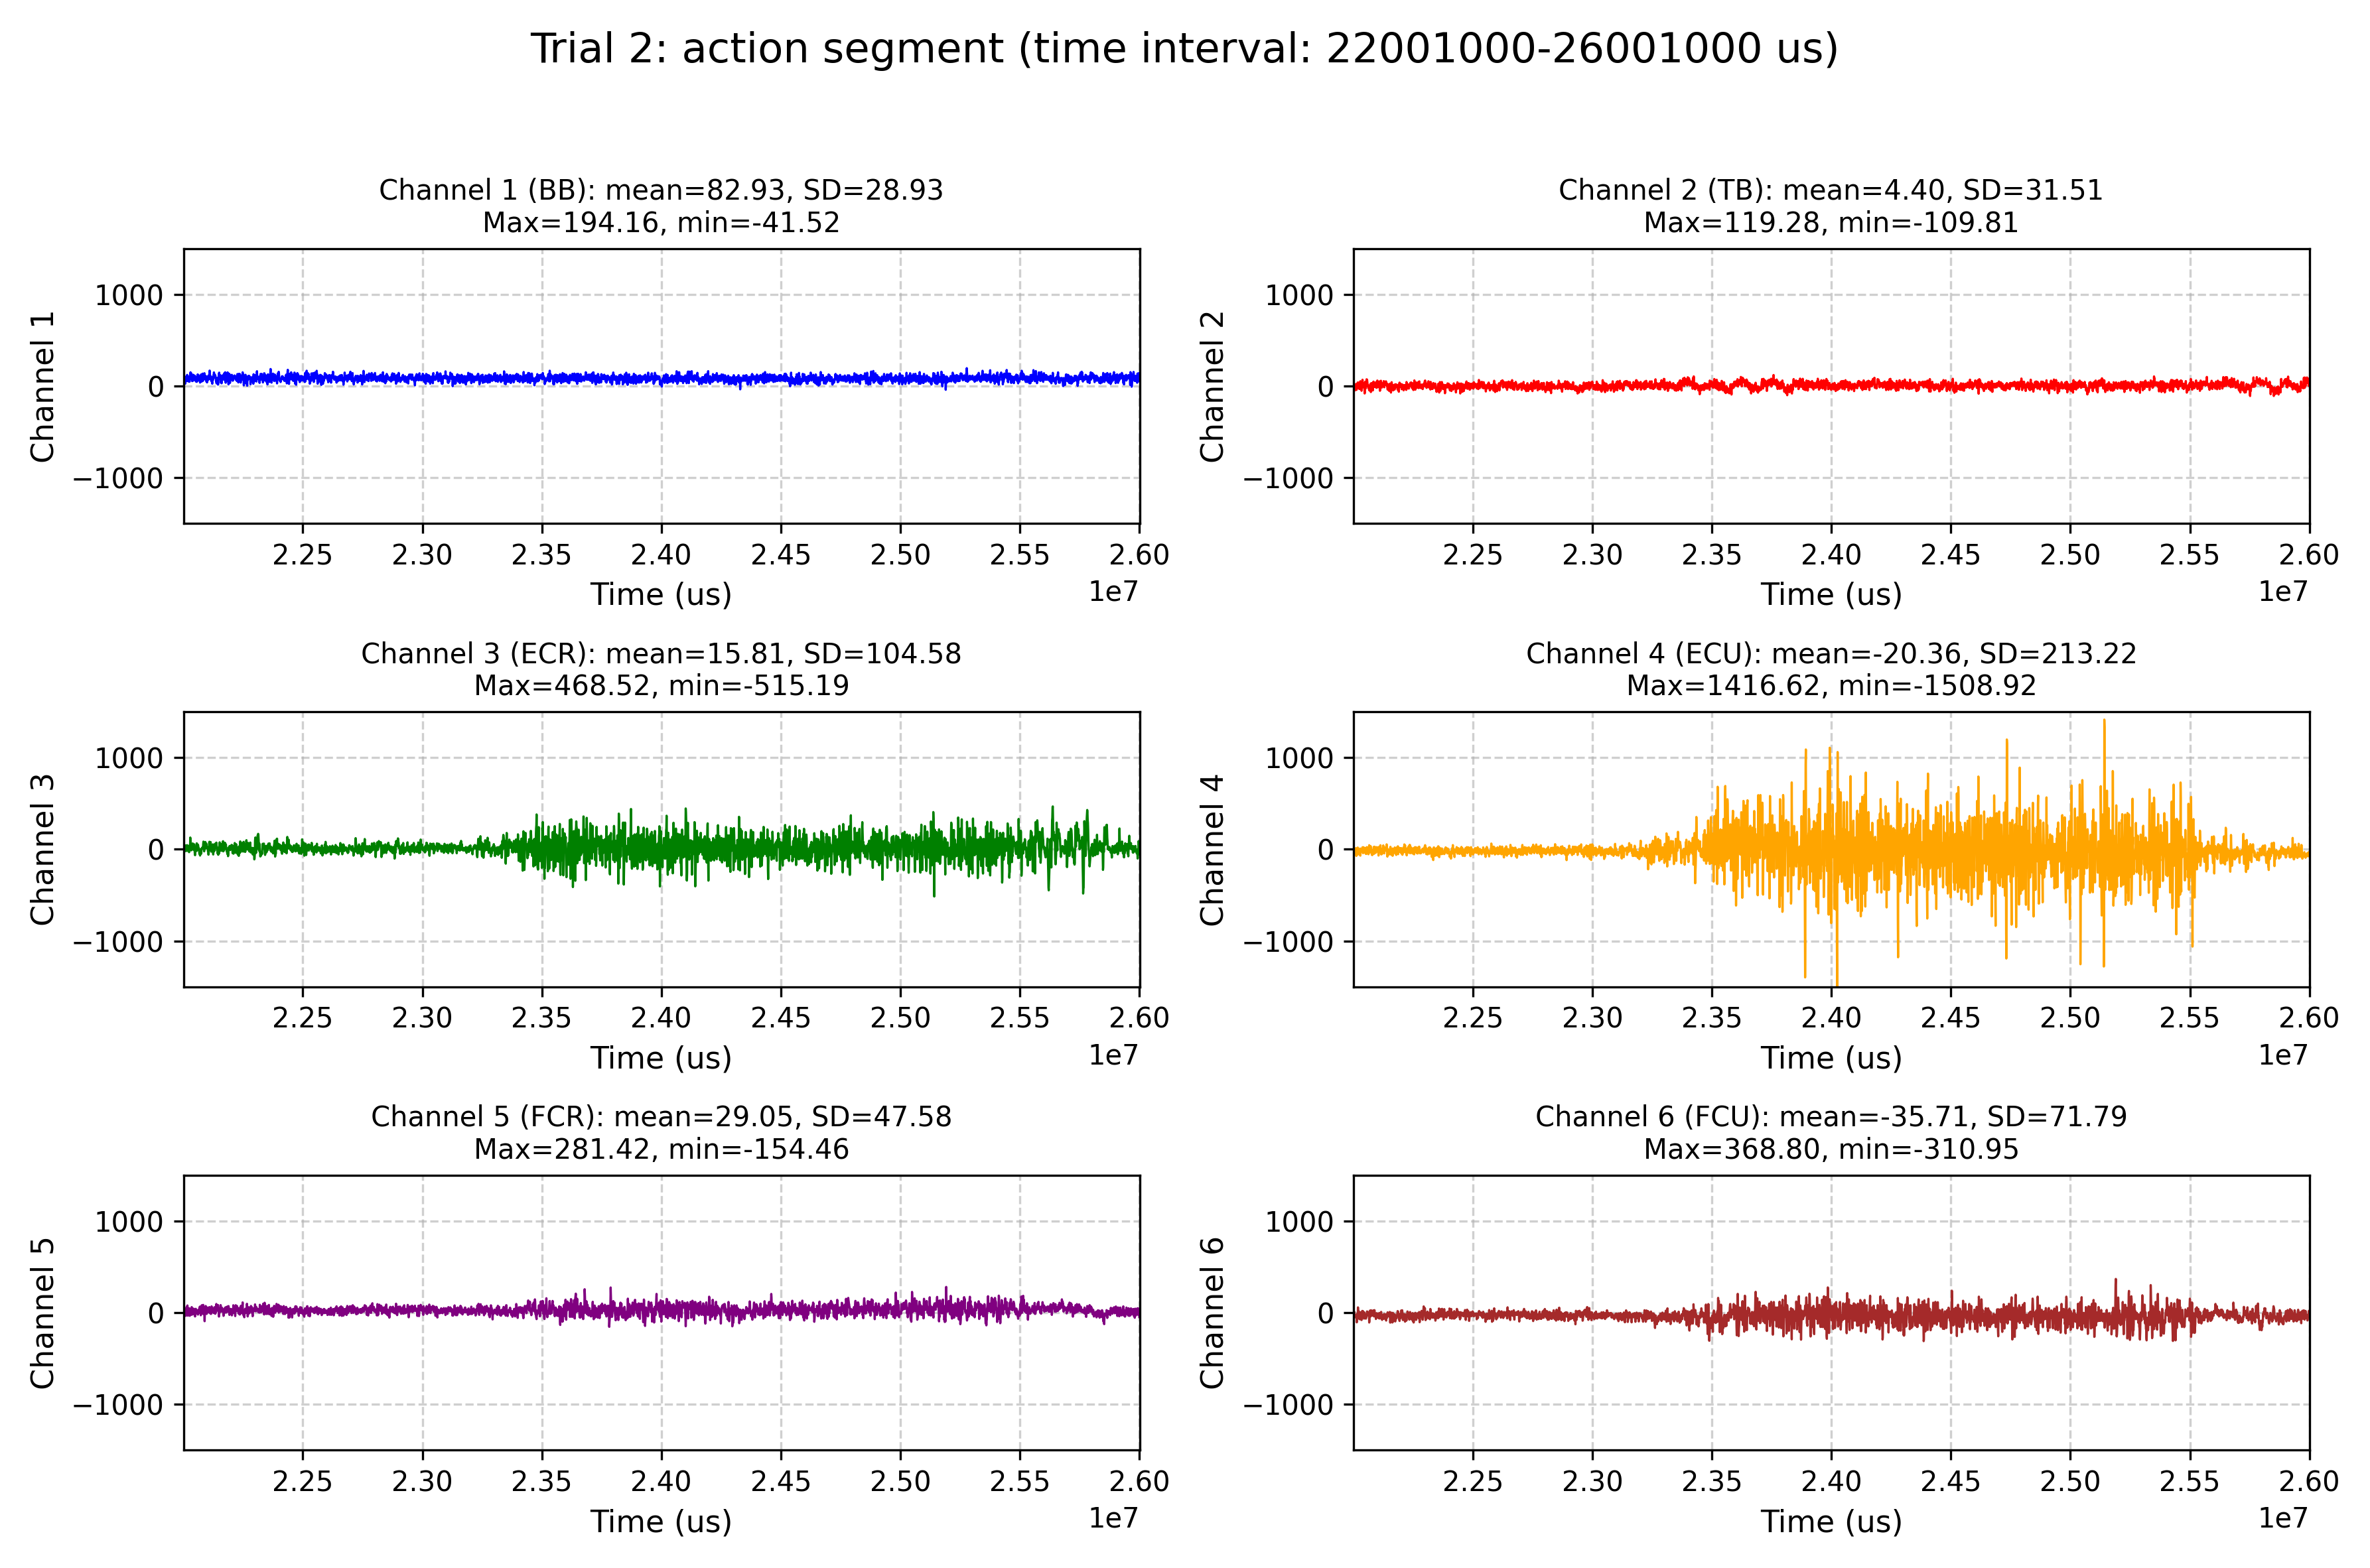 Trial 2: action segment (time interval: 22001000-26001000 us)
Channel 1 (BB): mean=82.93, SD=28.93
Max=194.16, min=-41.52
Channel 1
1000
0
−1000
2.25 2.30 2.35 2.40 2.45 2.50 2.55 2.60
Time (us)
1e7
Channel 2 (TB): mean=4.40, SD=31.51
Max=119.28, min=-109.81
Channel 2
1000
0
−1000
2.25 2.30 2.35 2.40 2.45 2.50 2.55 2.60
Time (us)
1e7
Channel 3 (ECR): mean=15.81, SD=104.58
Max=468.52, min=-515.19
Channel 3
1000
0
−1000
2.25 2.30 2.35 2.40 2.45 2.50 2.55 2.60
Time (us)
1e7
Channel 4 (ECU): mean=-20.36, SD=213.22
Max=1416.62, min=-1508.92
Channel 4
1000
0
−1000
2.25 2.30 2.35 2.40 2.45 2.50 2.55 2.60
Time (us)
1e7
Channel 5 (FCR): mean=29.05, SD=47.58
Max=281.42, min=-154.46
Channel 5
1000
0
−1000
2.25 2.30 2.35 2.40 2.45 2.50 2.55 2.60
Time (us)
1e7
Channel 6 (FCU): mean=-35.71, SD=71.79
Max=368.80, min=-310.95
Channel 6
1000
0
−1000
2.25 2.30 2.35 2.40 2.45 2.50 2.55 2.60
Time (us)
1e7